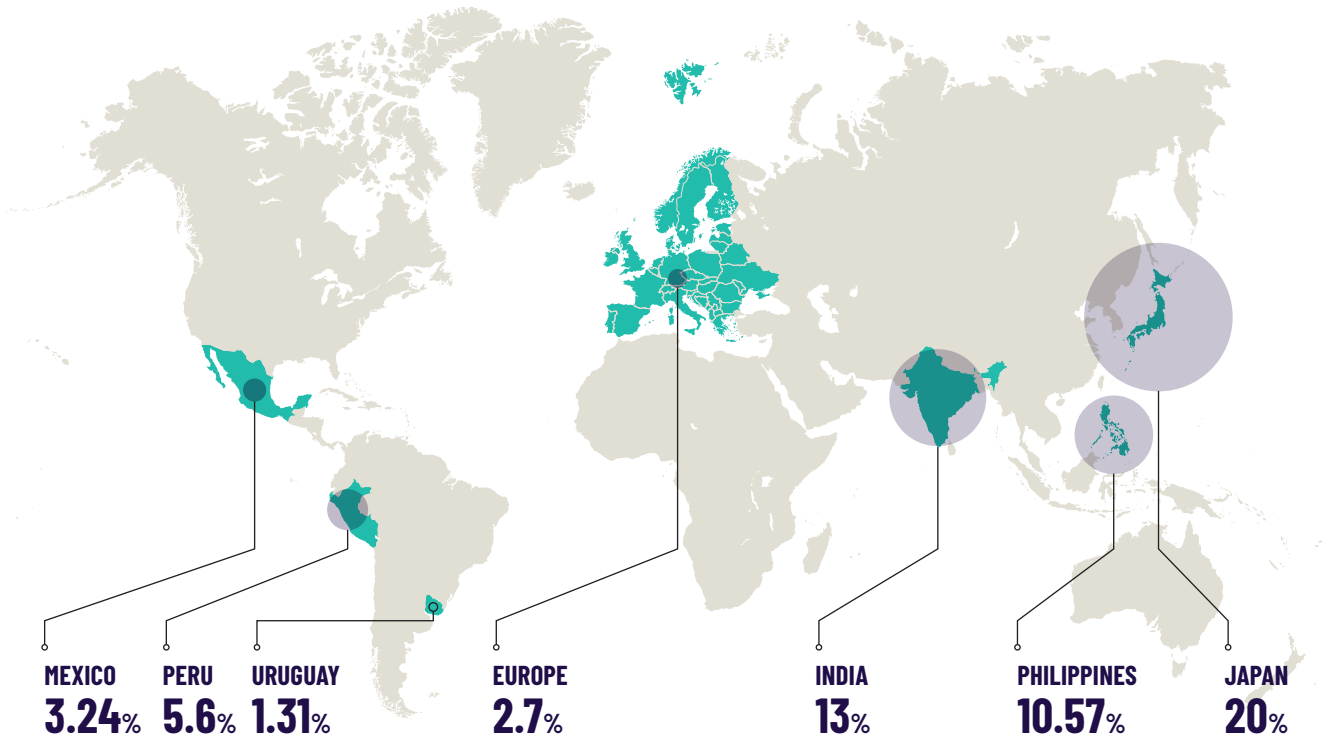 MEXICO
3.24%
PERU
5.6%
URUGUAY
1.31%
EUROPE
2.7%
INDIA
13%
PHILIPPINES
10.57%
JAPAN
20%